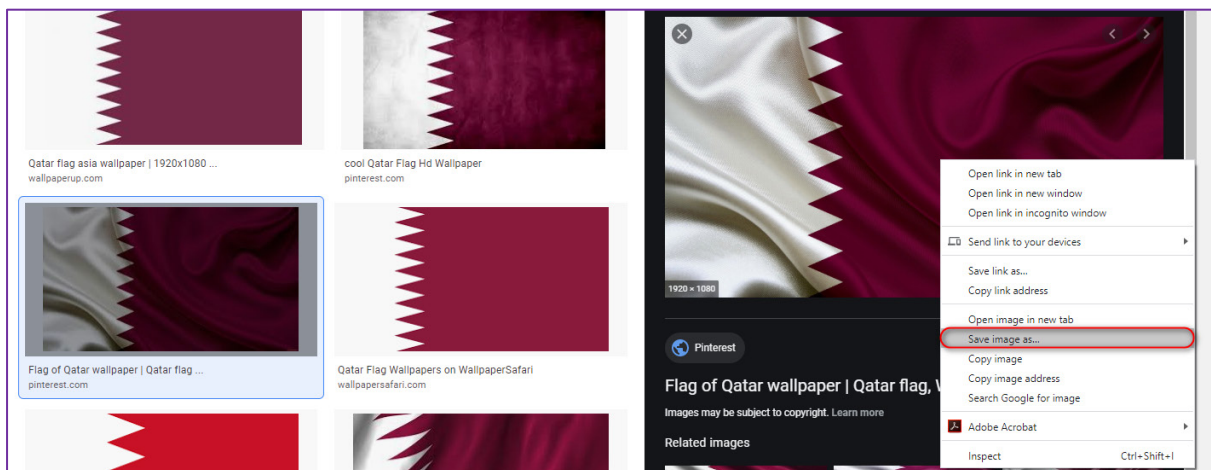 Qatar flag asia wallpaper | 1920x1080 ...
wallpaperup.com
cool Qatar Flag Hd Wallpaper
pinterest.com
Flag of Qatar wallpaper | Qatar flag ...
pinterest.com
Qatar Flag Wallpapers on WallpaperSafari
wallpapersafari.com
1920 × 1080
Pinterest
Flag of Qatar wallpaper | Qatar flag,
Images may be subject to copyright. Learn more
Related images
Open link in new tab
Open link in new window
Open link in incognito window
Send link to your devices
Save link as...
Copy link address
Open image in new tab
Save image as...
Copy image
Copy image address
Search Google for image
Adobe Acrobat
Inspect Ctrl+Shift+I